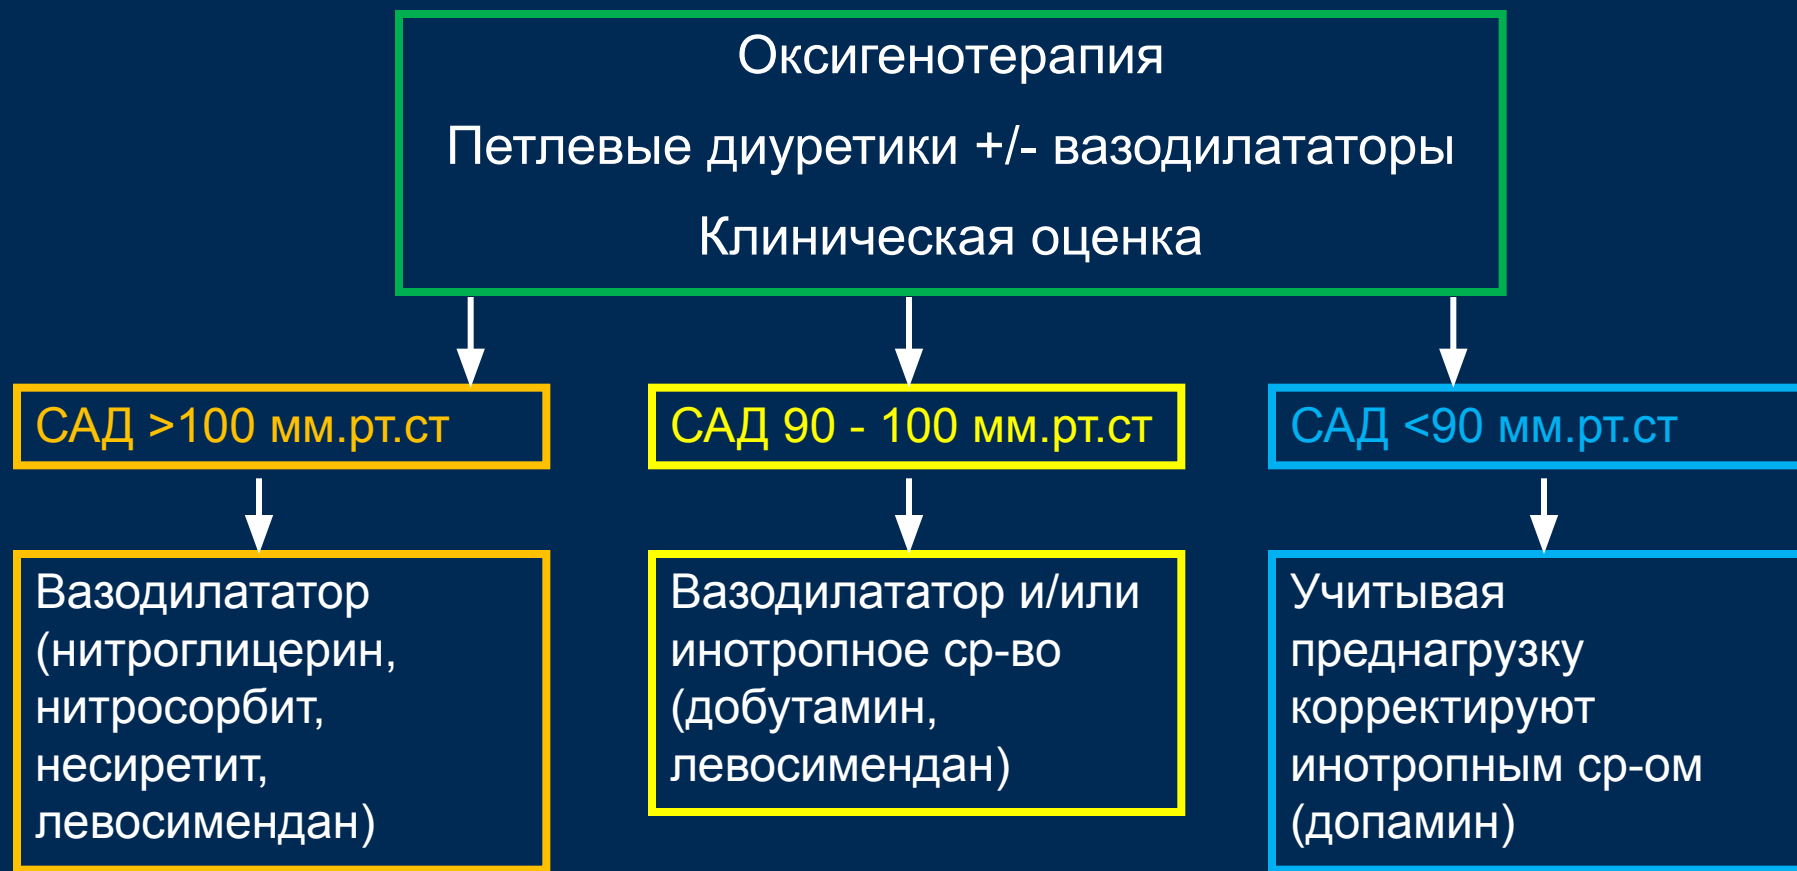 Оксигенотерапия
Петлевые диуретики +/- вазодилататоры
Клиническая оценка
САД >100 мм.рт.ст
САД 90 - 100 мм.рт.ст
САД <90 мм.рт.ст
Вазодилататор
(нитроглицерин,
нитросорбит,
несиретит,
левосимендан)
Вазодилататор и/или
инотропное ср-во
(добутамин,
левосимендан)
Учитывая
преднагрузку
корректируют
инотропным ср-ом
(допамин)